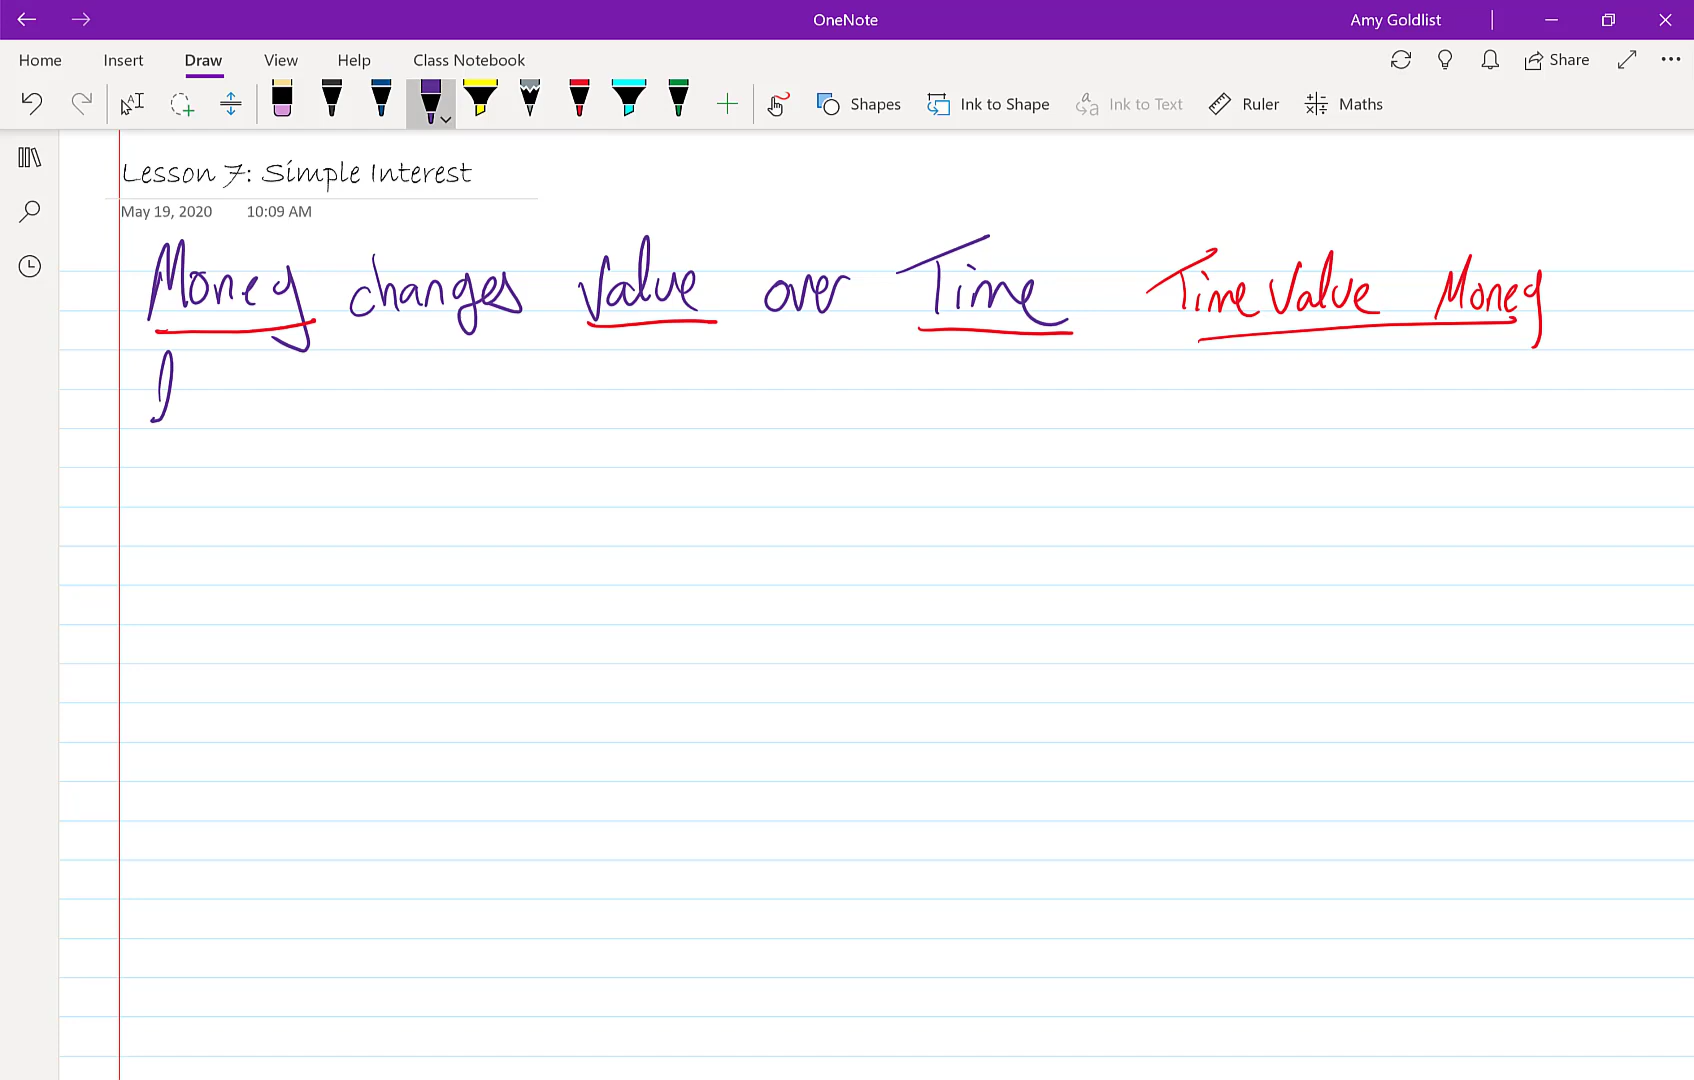 OneNote
Amy Goldlist
Home Insert Draw View Help Class Notebook
Share
Shapes Ink to Shape Ink to Text Ruler Maths
Lesson 7: Simple Interest
May 19, 2020 10:09 AM
Money changes Value over Time Time Value Money